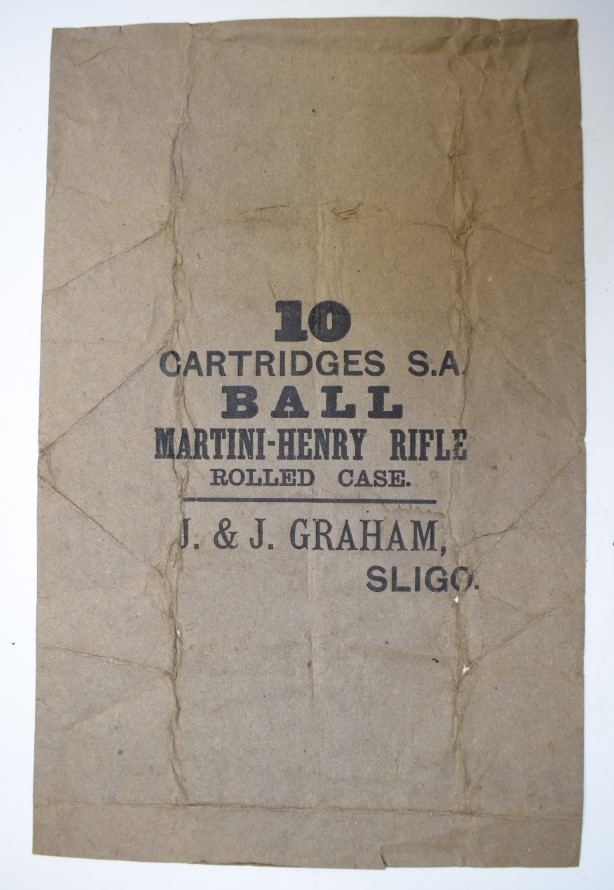 10
CARTRIDGES S.A.
BALL
MARTINI-HENRY RIFLE
ROLLED CASE.
J. & J. GRAHAM,
SLIGO.